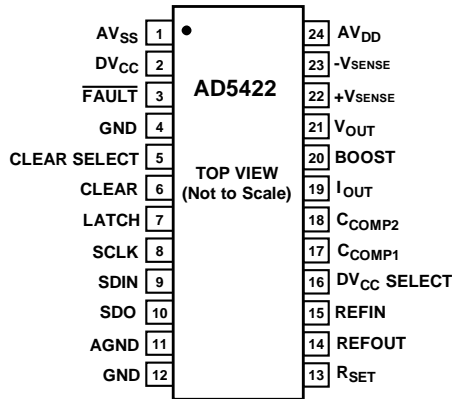 AVSS 1
DVCC 2
FAULT 3
GND 4
CLEAR SELECT 5
CLEAR 6
LATCH 7
SCLK 8
SDIN 9
SDO 10
AGND 11
GND 12
AD5422
TOP VIEW
(Not to Scale)
24 AVDD
23 -VSENSE
22 +VSENSE
21 VOUT
20 BOOST
19 IOUT
18 CCOMP2
17 CCOMP1
16 DVCC SELECT
15 REFIN
14 REFOUT
13 RSET